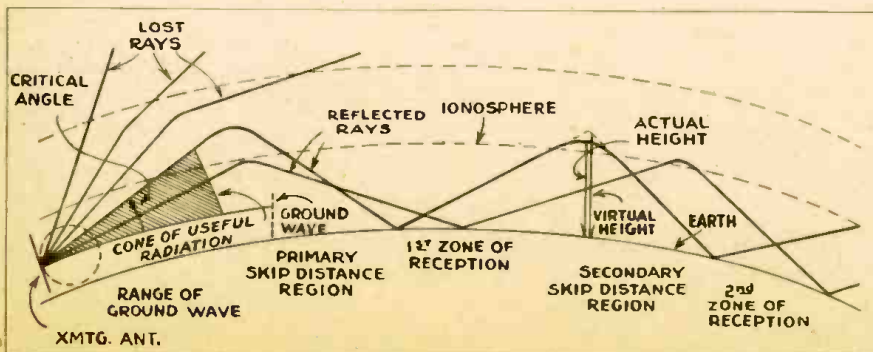 LOST
RAYS
CRITICAL
ANGLE
REFLECTED
RAYS
IONOSPHERE
ACTUAL
HEIGHT
GROUND
WAVE
VIRTUAL
HEIGHT
EARTH
CONE OF USEFUL
RADIATION
PRIMARY
SKIP DISTANCE
REGION
1ST ZONE OF
RECEPTION
SECONDARY
SKIP DISTANCE
REGION
2nd
ZONE OF
RECEPTION
RANGE OF
GROUND WAVE
XMTG. ANT.